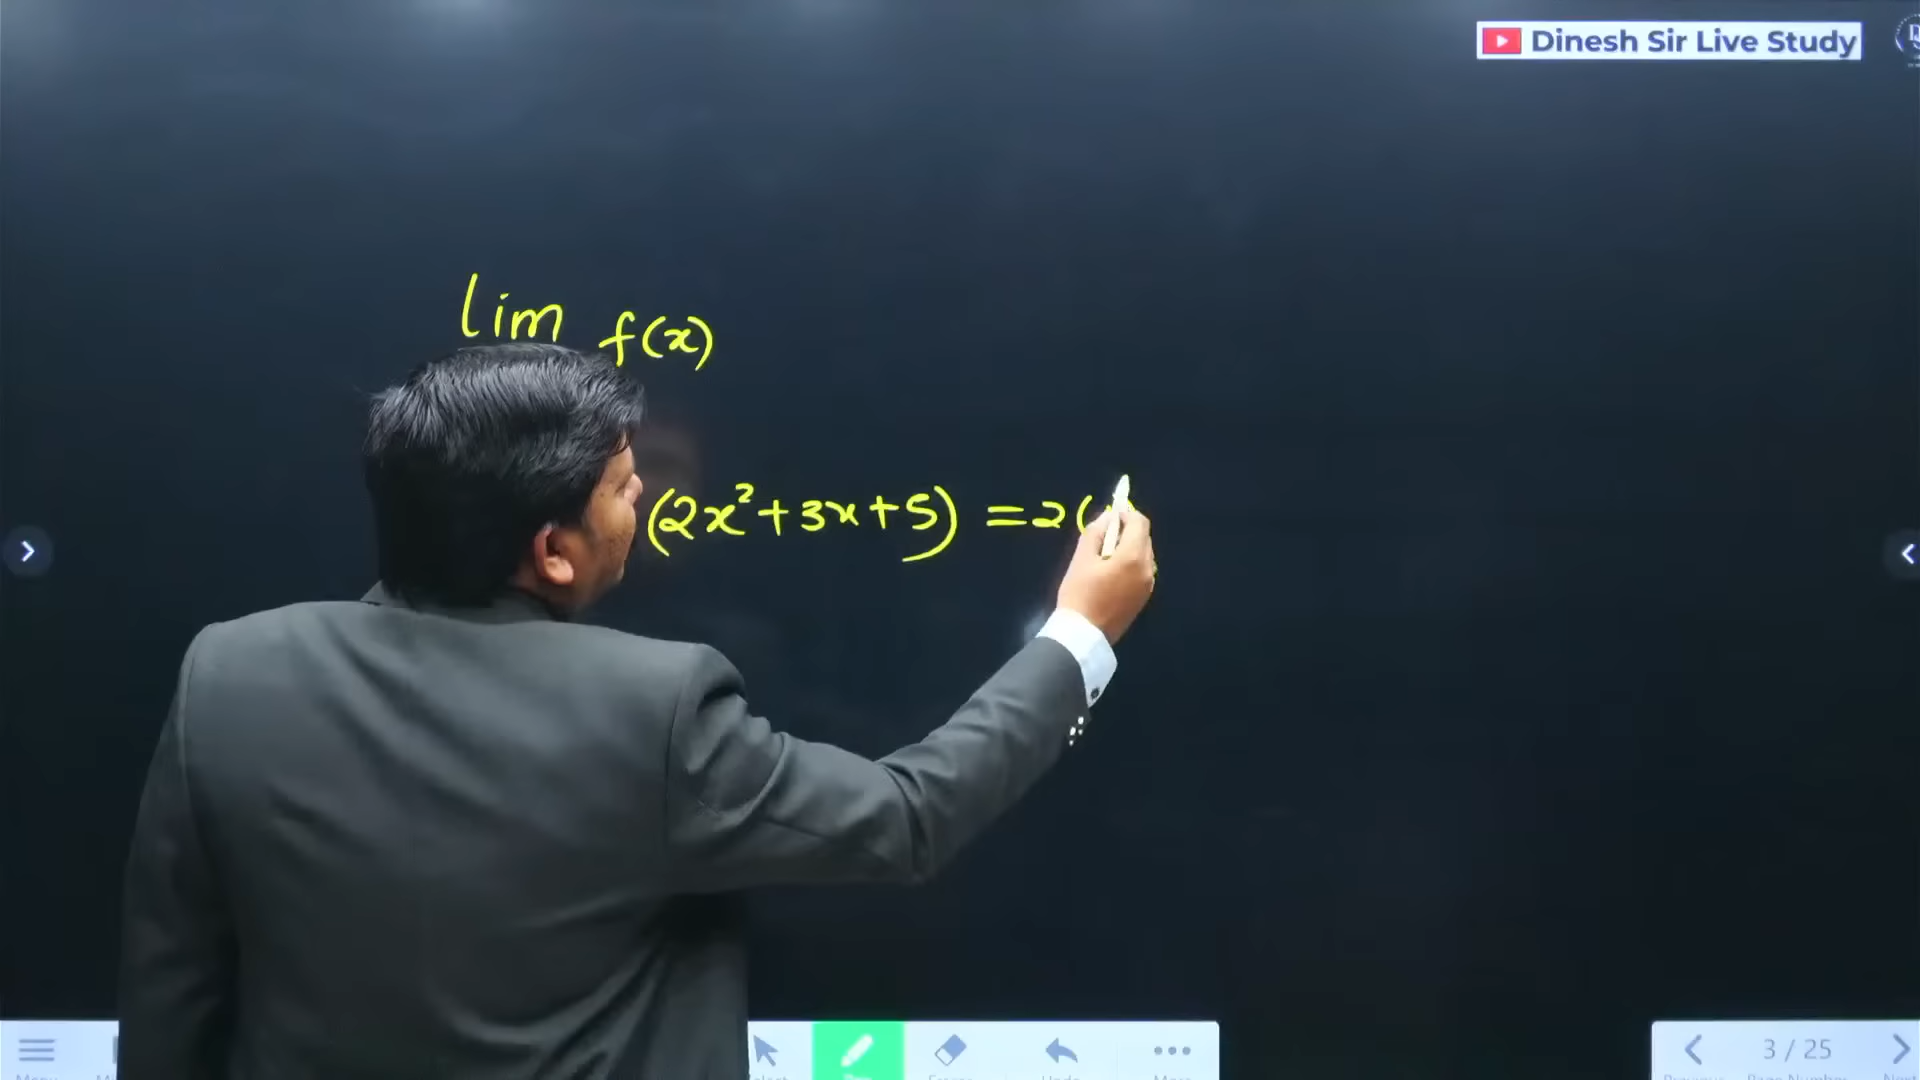 Dinesh Sir Live Study
lim f(x)
(2x²+3x+5) = 2(
3 / 25